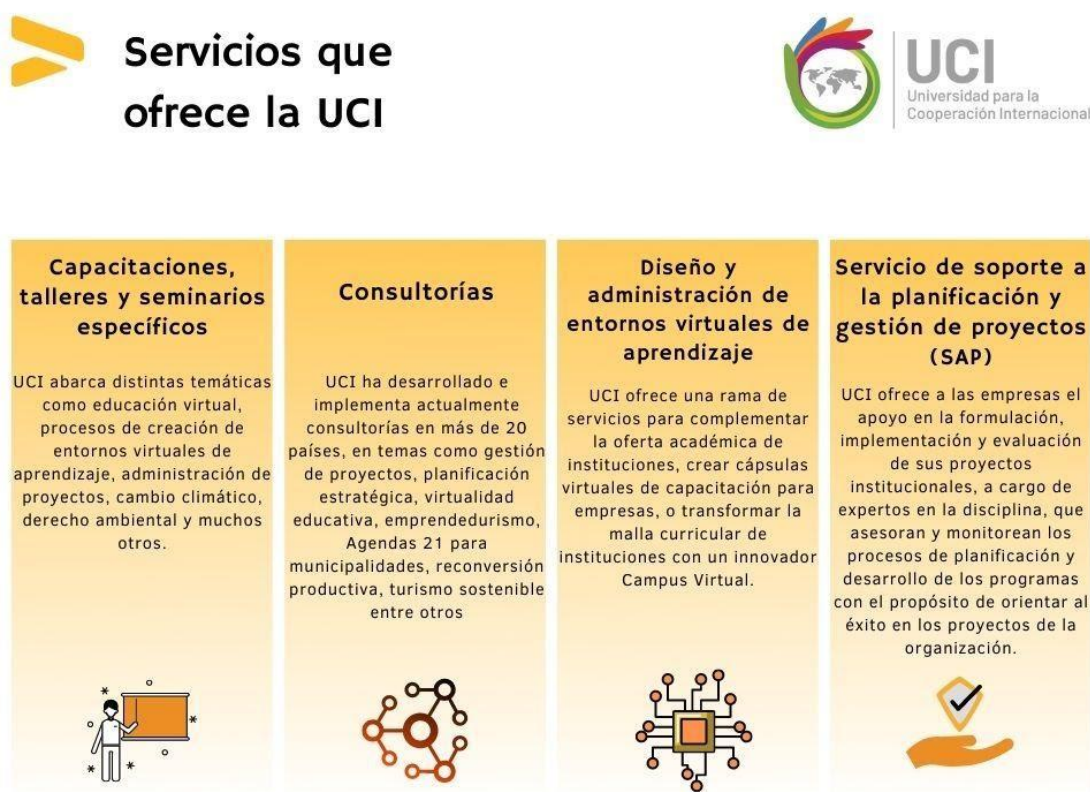 Servicios que
ofrece la UCI
UCI
Universidad para la
Cooperación Internacional
Capacitaciones,
talleres y seminarios
específicos
UCI abarca distintas temáticas
como educación virtual,
procesos de creación de
entornos virtuales de
aprendizaje, administración de
proyectos, cambio climático,
derecho ambiental y muchos
otros.
Consultorías
UCI ha desarrollado e
implementa actualmente
consultorías en más de 20
países, en temas como gestión
de proyectos, planificación
estratégica, virtualidad
educativa, emprendedurismo,
Agendas 21 para
municipalidades, reconversión
productiva, turismo sostenible
entre otros
Diseño y
administración de
entornos virtuales de
aprendizaje
UCI ofrece una rama de
servicios para complementar
la oferta académica de
instituciones, crear cápsulas
virtuales de capacitación para
empresas, o transformar la
malla curricular de
instituciones con un innovador
Campus Virtual.
Servicio de soporte a
la planificación y
gestión de proyectos
(SAP)
UCI ofrece a las empresas el
apoyo en la formulación,
implementación y evaluación
de sus proyectos
institucionales, a cargo de
expertos en la disciplina, que
asesoran y monitorean los
procesos de planificación y
desarrollo de los programas
con el propósito de orientar al
éxito en los proyectos de la
organización.